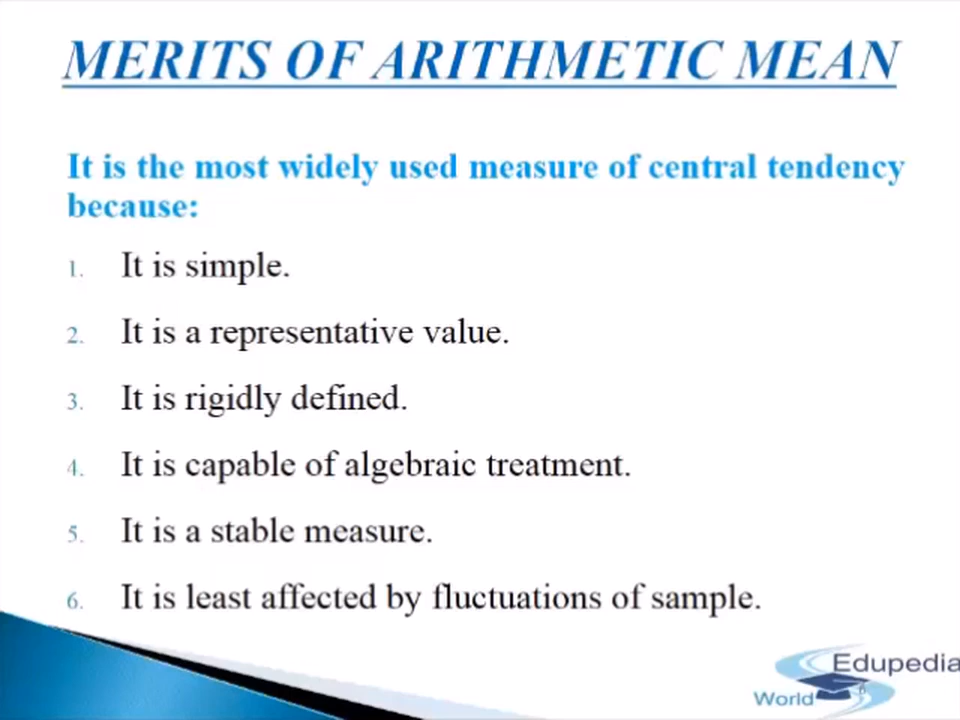 MERITS OF ARITHMETIC MEAN
It is the most widely used measure of central tendency
because:
1. It is simple.
2. It is a representative value.
3. It is rigidly defined.
4. It is capable of algebraic treatment.
5. It is a stable measure.
6. It is least affected by fluctuations of sample.
Edupedia
World
6